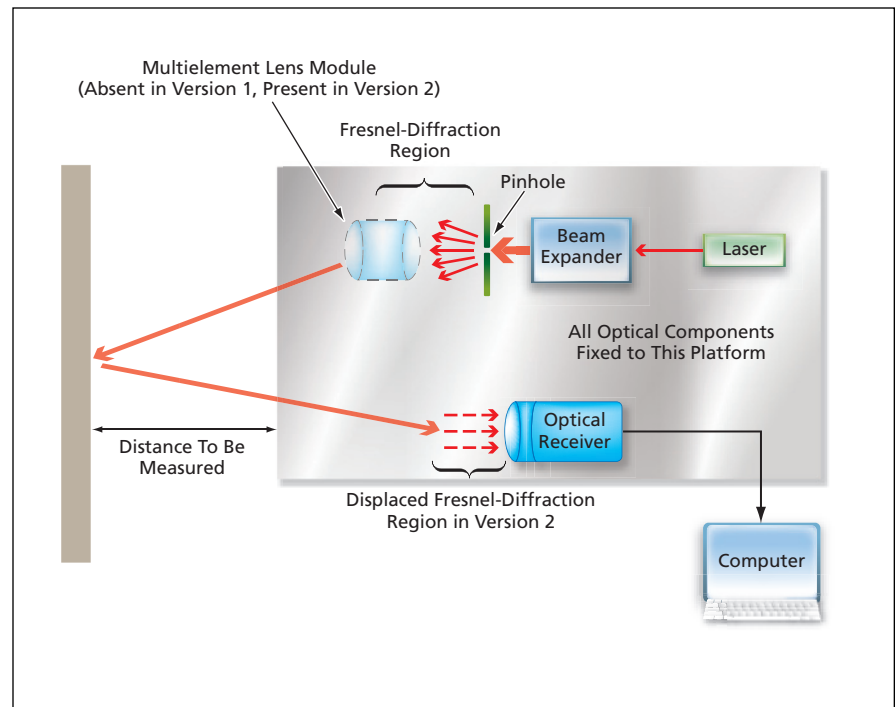 Multielement Lens Module
(Absent in Version 1, Present in Version 2)
Fresnel-Diffraction
Region
Pinhole
Beam
Expander
Laser
All Optical Components
Fixed to This Platform
Optical
Receiver
Distance To Be
Measured
Displaced Fresnel-Diffraction
Region in Version 2
Computer